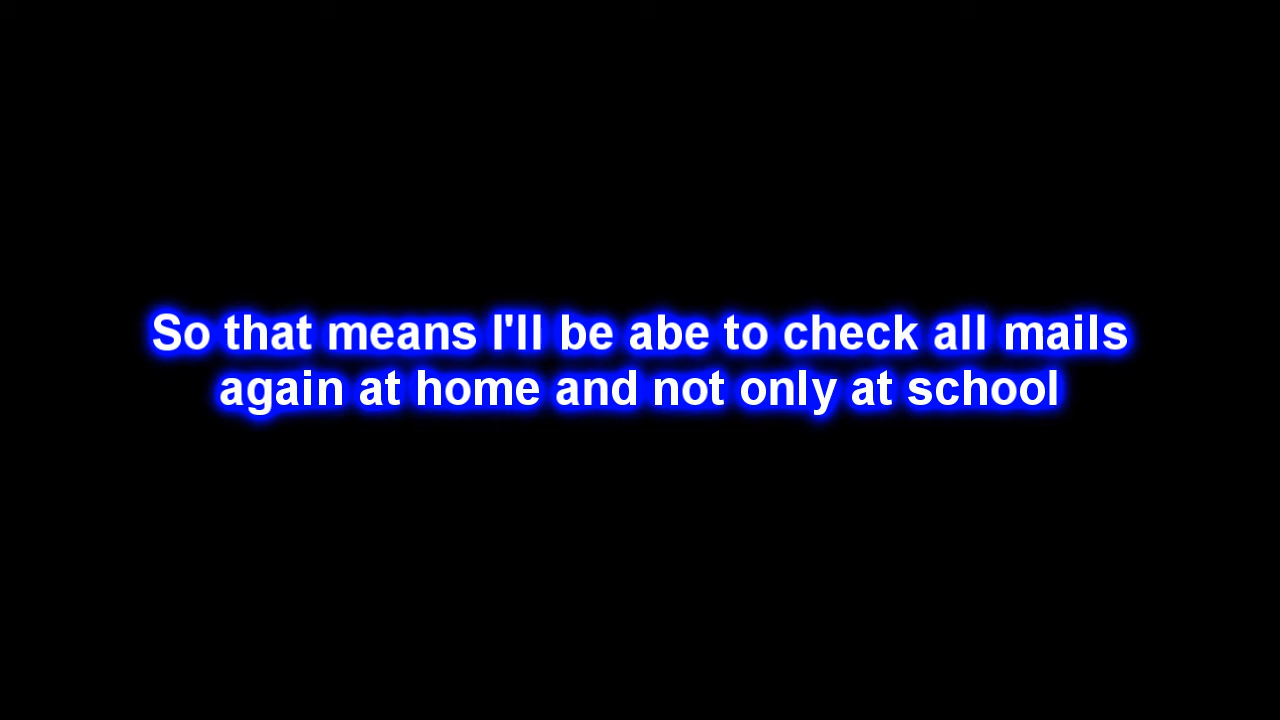 So that means I'll be abe to check all mails
again at home and not only at school